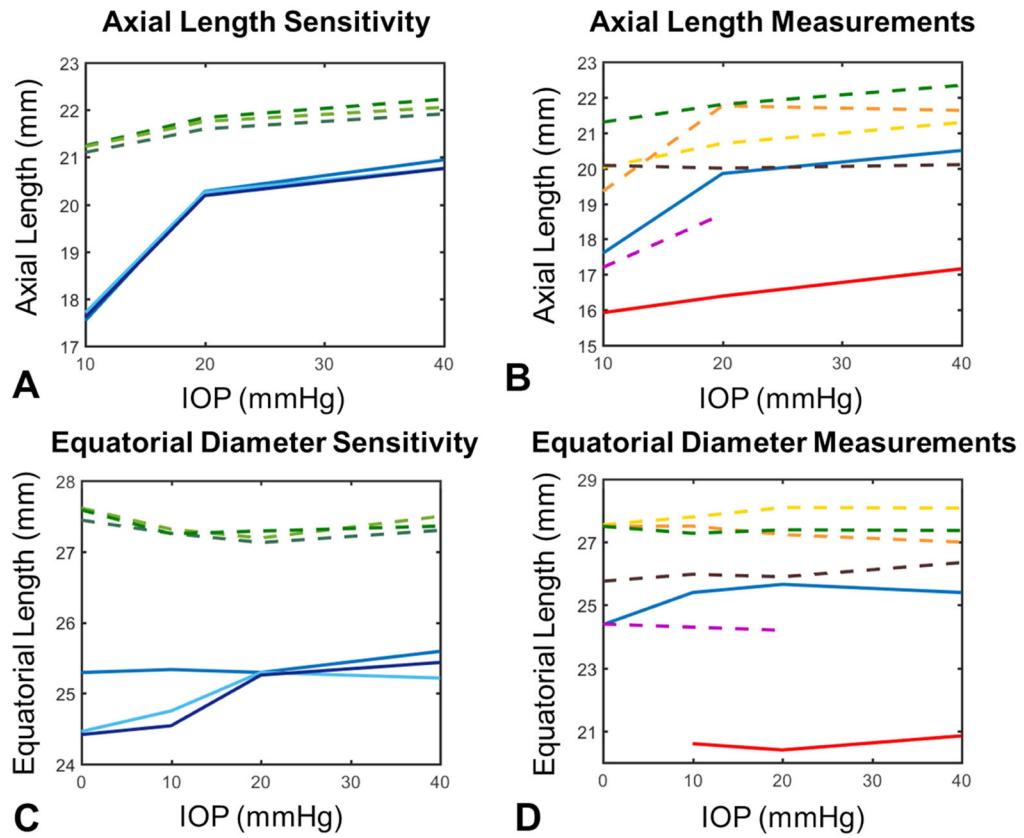 Axial Length Sensitivity
Axial Length (mm)
23
22
21
20
19
18
17
10
20
30
40
IOP (mmHg)
A
Axial Length Measurements
Axial Length (mm)
23
22
21
20
19
18
17
16
15
10
20
30
40
IOP (mmHg)
B
Equatorial Diameter Sensitivity
Equatorial Length (mm)
28
27
26
25
24
0
10
20
30
40
IOP (mmHg)
C
Equatorial Diameter Measurements
Equatorial Length (mm)
29
27
25
23
21
0
10
20
30
40
IOP (mmHg)
D